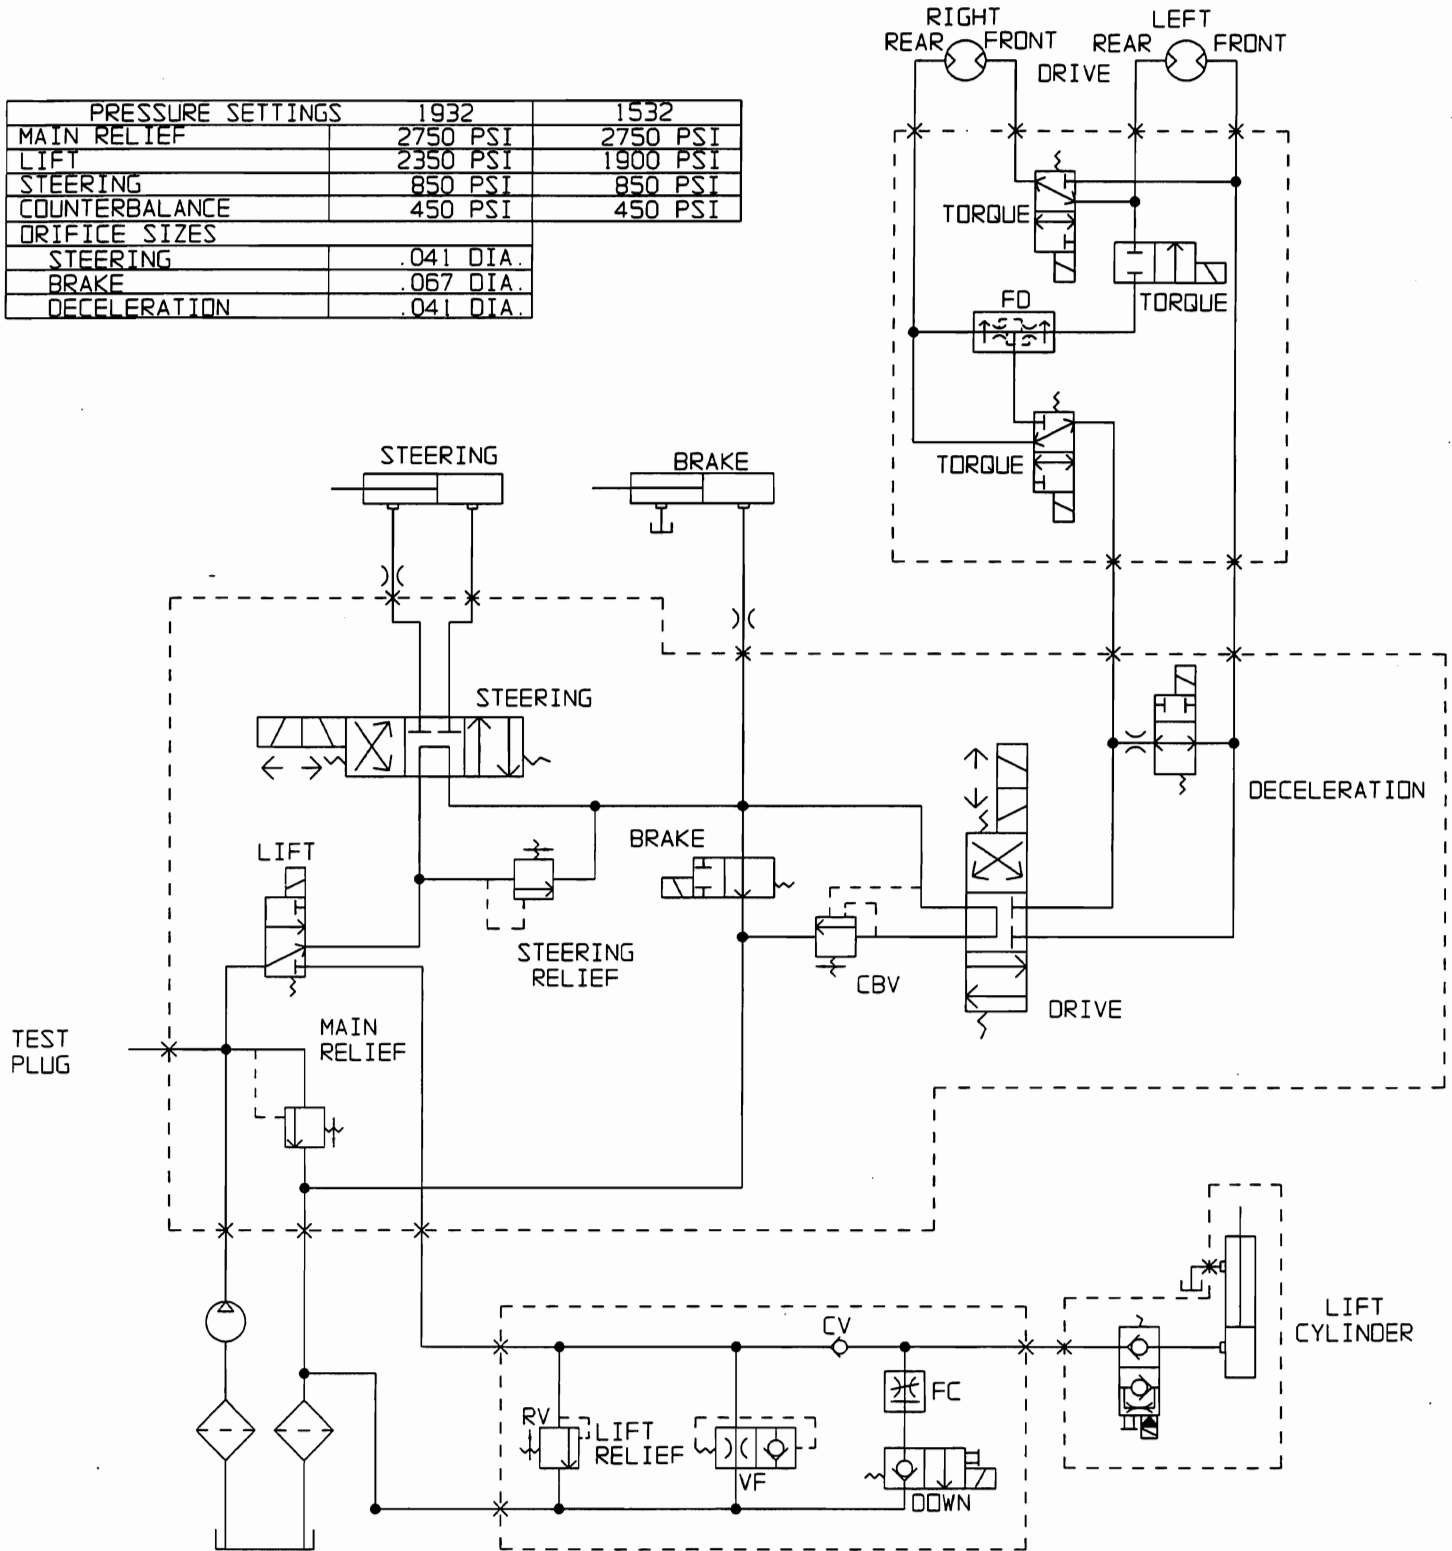 RIGHT
LEFT
REAR
FRONT
REAR
FRONT
DRIVE
PRESSURE SETTINGS 1932 1532
MAIN RELIEF 2750 PSI 2750 PSI
LIFT 2350 PSI 1900 PSI
STEERING 850 PSI 850 PSI
COUNTERBALANCE 450 PSI 450 PSI
ORIFICE SIZES
STEERING .041 DIA.
BRAKE .067 DIA.
DECELERATION .041 DIA.
TORQUE
TORQUE
FD
TORQUE
STEERING
BRAKE
STEERING
DECELERATION
BRAKE
LIFT
STEERING
RELIEF
CBV
DRIVE
MAIN
RELIEF
TEST
PLUG
LIFT
CYLINDER
CV
FC
RV
LIFT
RELIEF
VF
DOWN